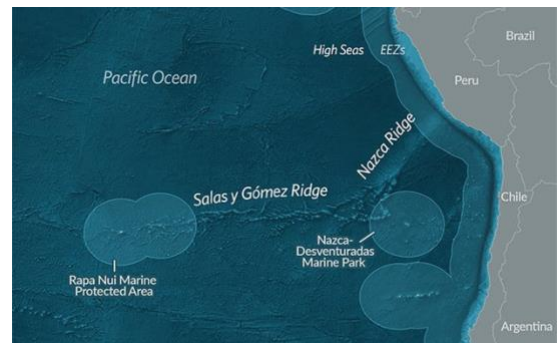 Brazil
High Seas EEZs
Pacific Ocean
Peru
Nazca Ridge
Salas y Gómez Ridge
Chile
Nazca-
Desventuradas
Marine Park
Rapa Nui Marine
Protected Area
Argentina